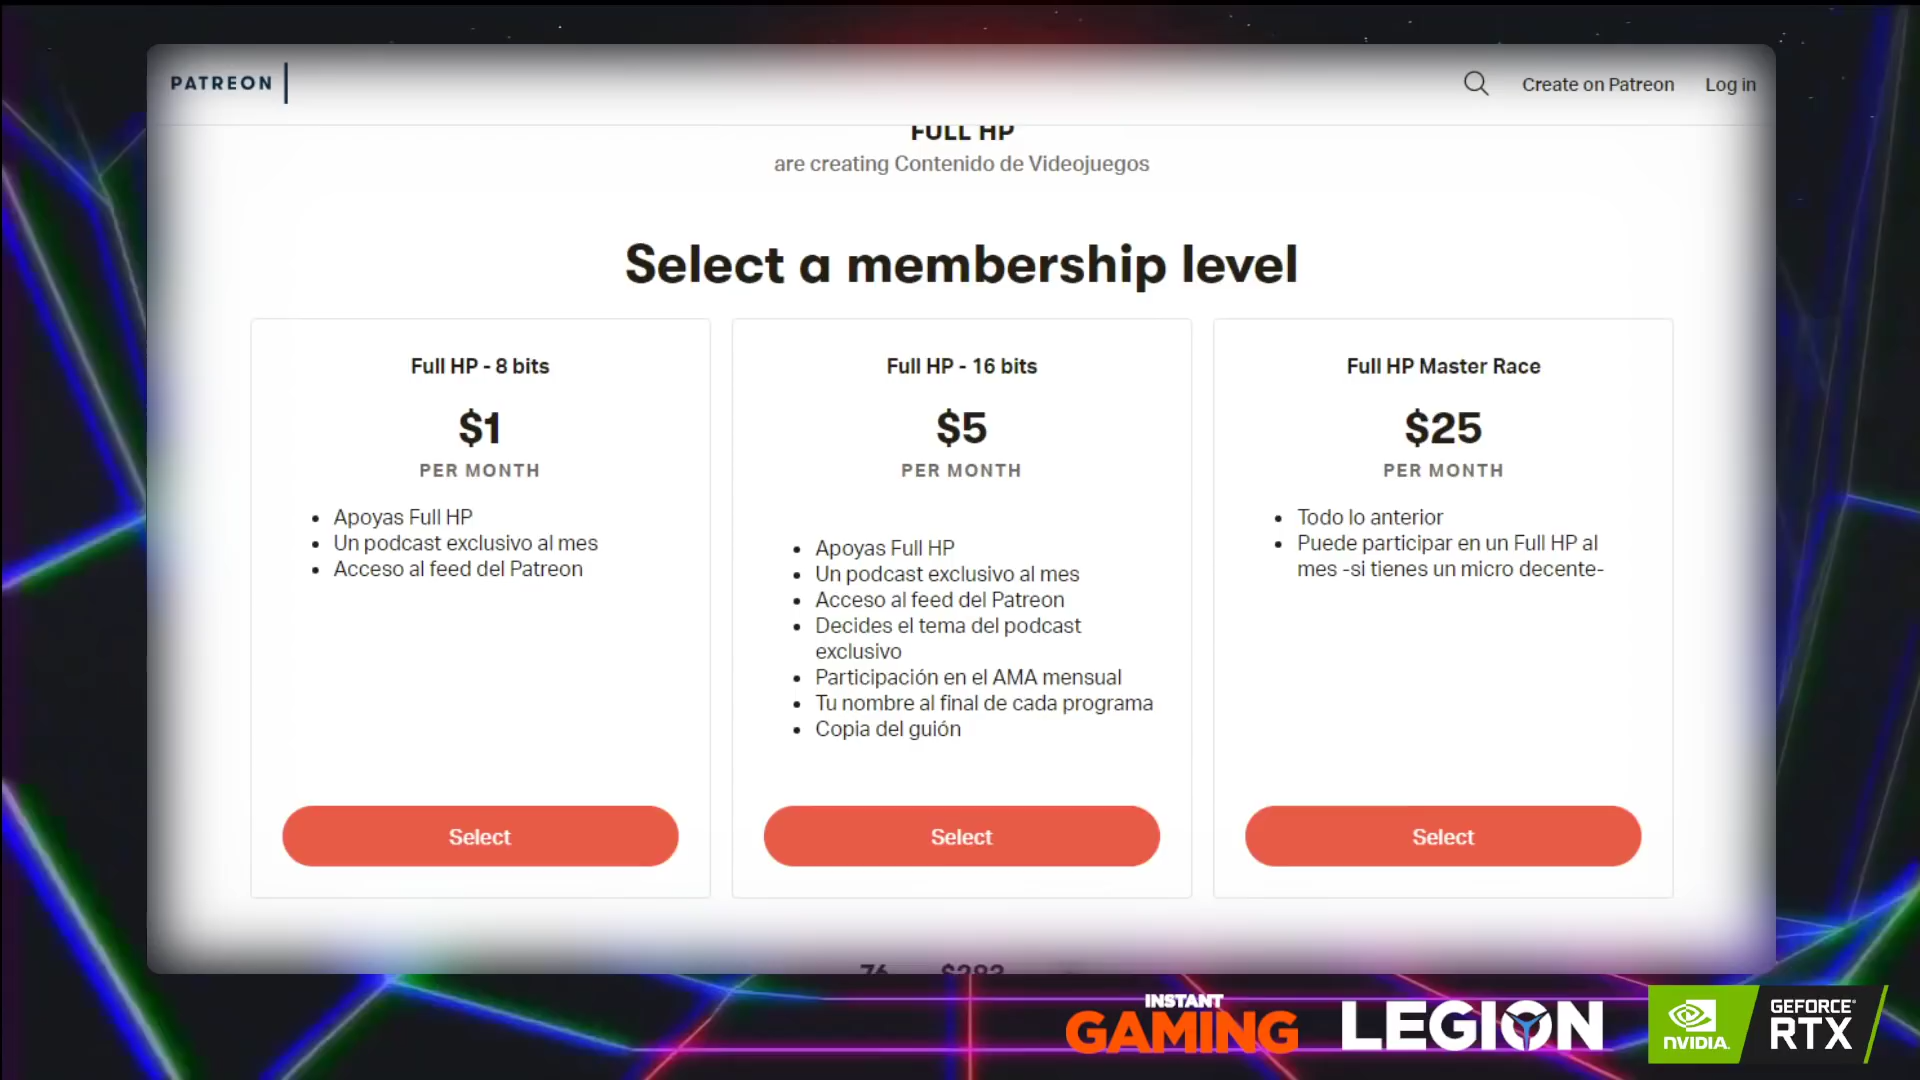 PATREON
Create on Patreon
Log in
FULL HP
are creating Contenido de Videojuegos
Select a membership level
Full HP - 8 bits
$1
PER MONTH
• Apoyas Full HP
• Un podcast exclusivo al mes
• Acceso al feed del Patreon
Select
Full HP - 16 bits
$5
PER MONTH
• Apoyas Full HP
• Un podcast exclusivo al mes
• Acceso al feed del Patreon
• Decides el tema del podcast
exclusivo
• Participación en el AMA mensual
• Tu nombre al final de cada programa
• Copia del guión
Select
Full HP Master Race
$25
PER MONTH
• Todo lo anterior
• Puede participar en un Full HP al
mes -si tienes un micro decente-
Select
INSTANT
GAMING
LEGION
NVIDIA.
GEFORCE
RTX